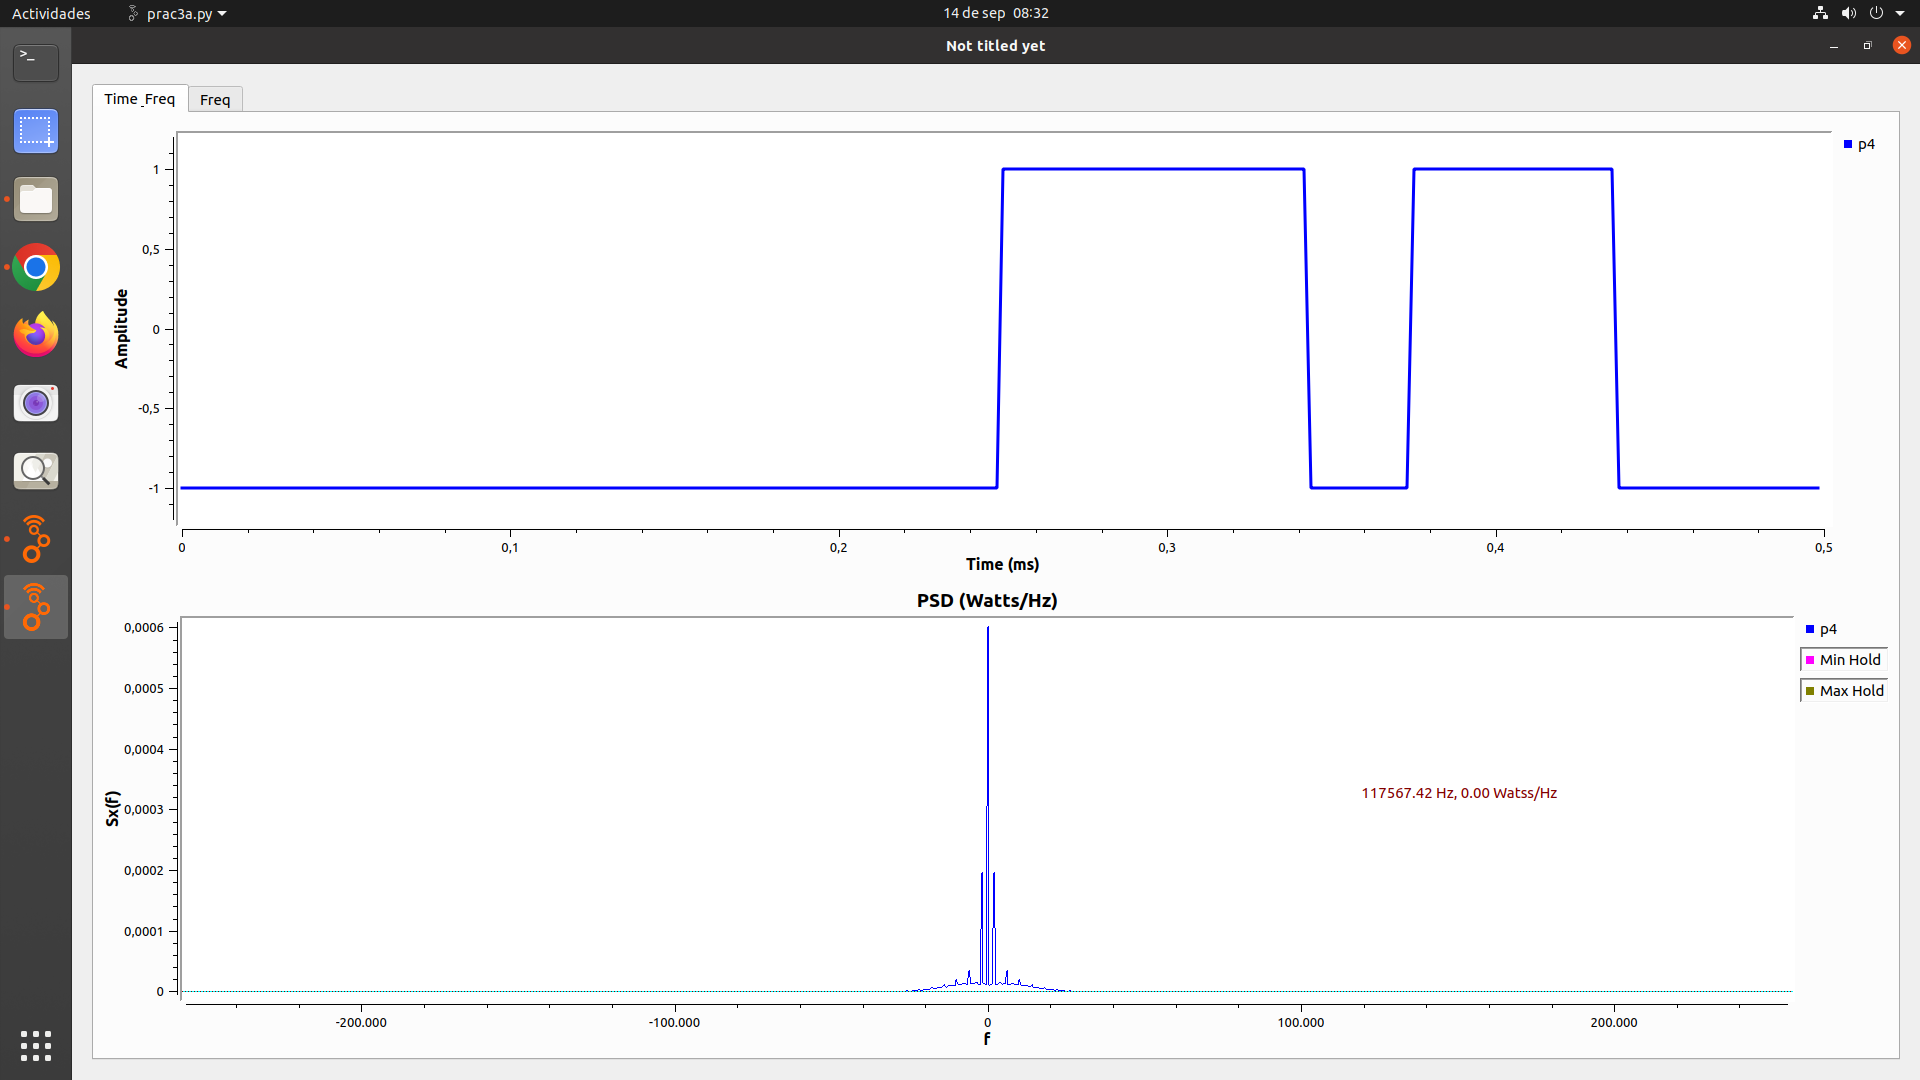 Actividades
prac3a.py
14 de sep 08:32
Not titled yet
Time_Freq
Freq
p4
1
0,5
0
-0,5
-1
Amplitude
0
0,1
0,2
0,3
0,4
0,5
Time (ms)
PSD (Watts/Hz)
p4
Min Hold
Max Hold
0,0006
0,0005
0,0004
0,0003
0,0002
0,0001
0
Sx(f)
117567.42 Hz, 0.00 Watss/Hz
-200.000
-100.000
0
100.000
200.000
f